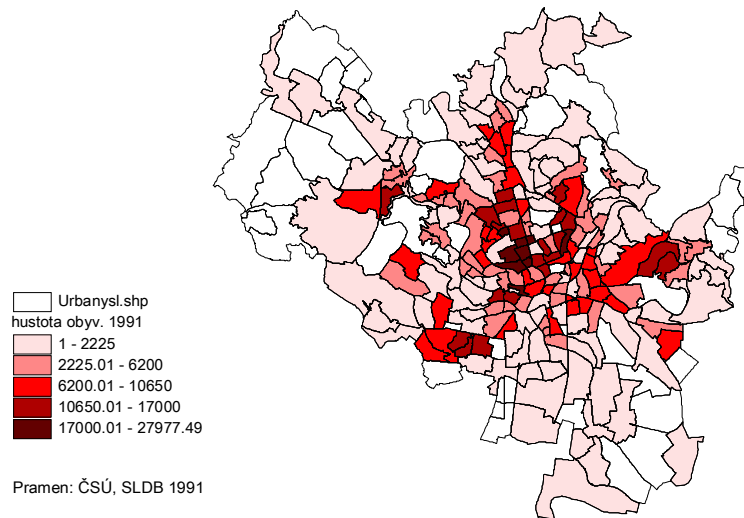 Urbanysl.shp
hustota obyv. 1991
1 - 2225
2225.01 - 6200
6200.01 - 10650
10650.01 - 17000
17000.01 - 27977.49
Pramen: ČSÚ, SLDB 1991